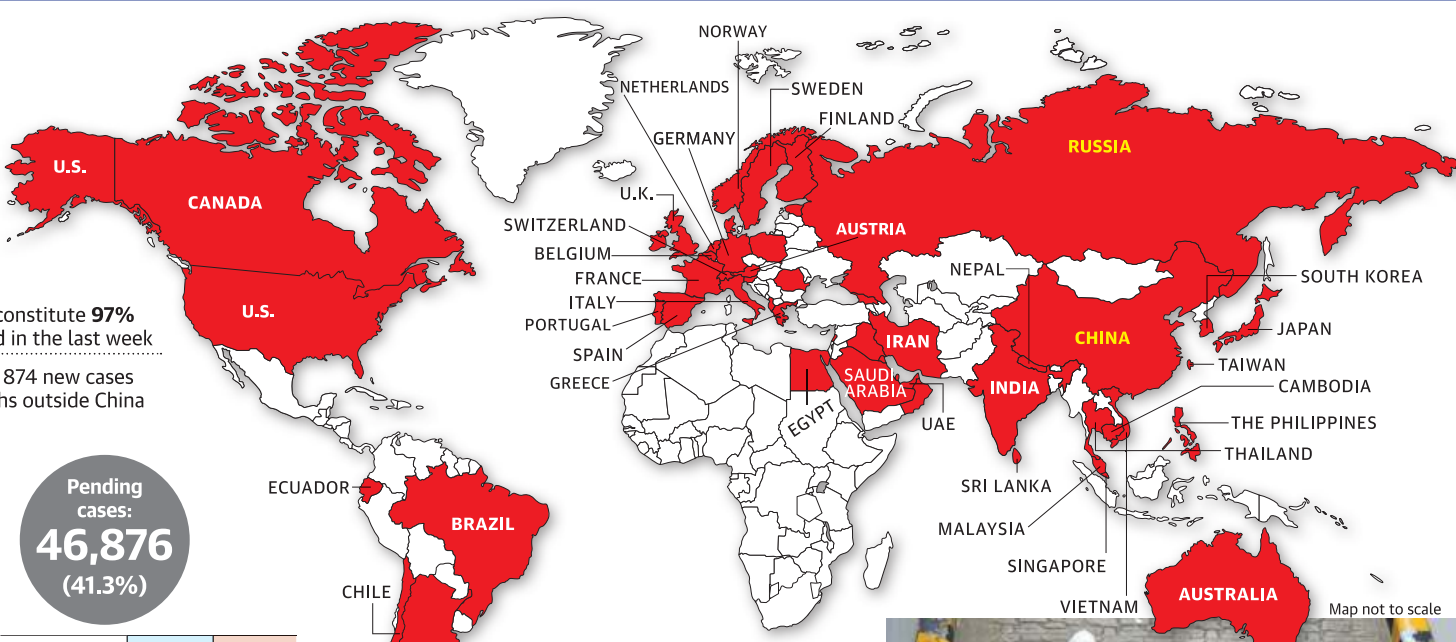 NORWAY
NETHERLANDS
SWEDEN
FINLAND
GERMANY
RUSSIA
U.S.
CANADA
U.K.
SWITZERLAND
AUSTRIA
BELGIUM
FRANCE
NEPAL
SOUTH KOREA
ITALY
PORTUGAL
U.S.
constitute 97%
in the last week
JAPAN
CHINA
IRAN
SPAIN
TAIWAN
GREECE
SAUDI
ARABIA
INDIA
CAMBODIA
874 new cases
outside China
EGYPT
UAE
THE PHILIPPINES
THAILAND
Pending
cases:
46,876
(41.3%)
ECUADOR
SRI LANKA
BRAZIL
MALAYSIA
SINGAPORE
CHILE
VIETNAM
AUSTRALIA
Map not to scale